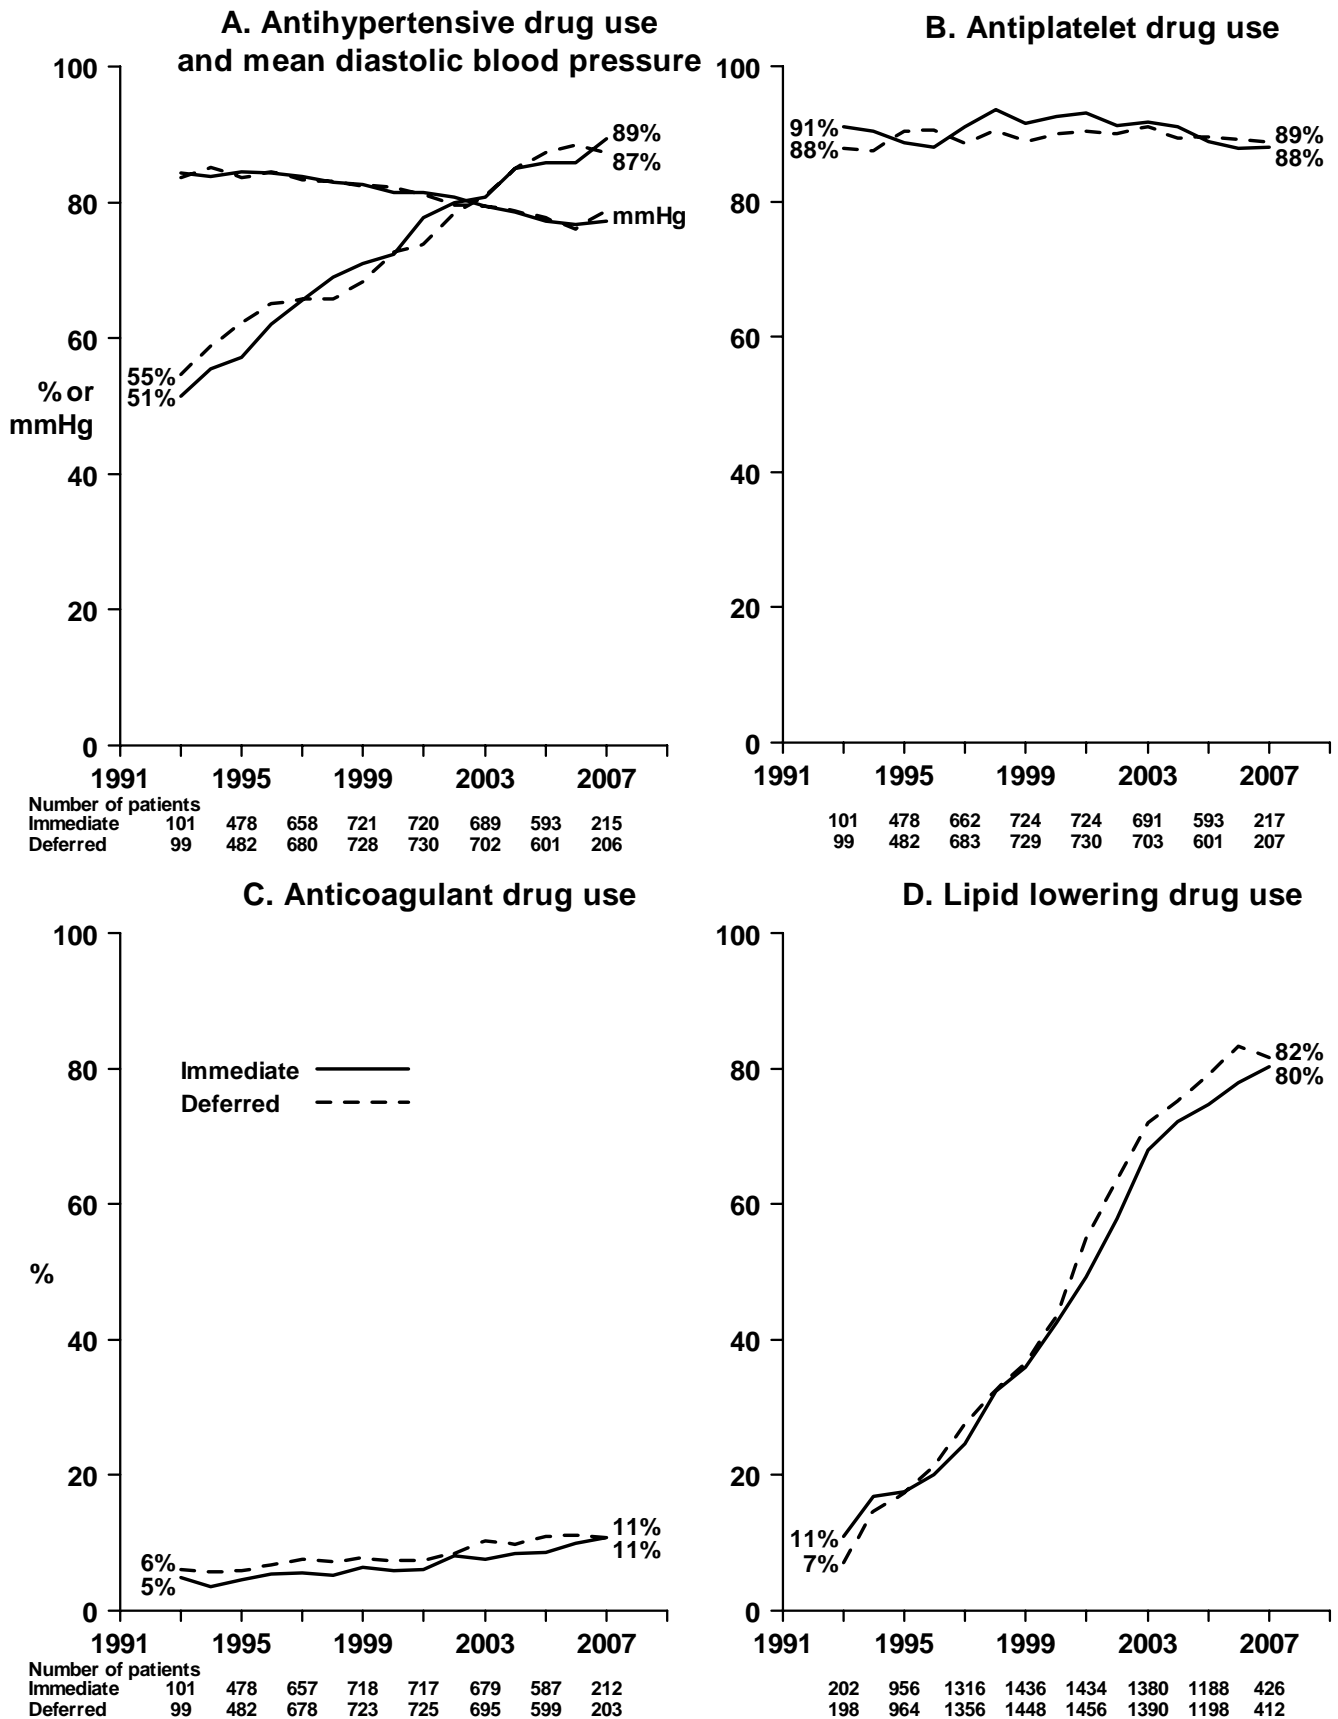 A. Antihypertensive drug use
and mean diastolic blood pressure
100
80
60
40
20
0
% or
mmHg
55%
51%
89%
87%
mmHg
1991 1995 1999 2003 2007
Number of patients
Immediate 101 478 658 721 720 689 593 215
Deferred 99 482 680 728 730 702 601 206
B. Antiplatelet drug use
100
80
60
40
20
0
91%
88%
89%
88%
1991 1995 1999 2003 2007
101 478 662 724 724 691 593 217
99 482 683 729 730 703 601 207
C. Anticoagulant drug use
100
80
60
40
20
0
%
Immediate
Deferred
6%
5%
11%
11%
1991 1995 1999 2003 2007
Number of patients
Immediate 101 478 657 718 717 679 587 212
Deferred 99 482 678 723 725 695 599 203
D. Lipid lowering drug use
100
80
60
40
20
0
11%
7%
82%
80%
1991 1995 1999 2003 2007
202 956 1316 1436 1434 1380 1188 426
198 964 1356 1448 1456 1390 1198 412